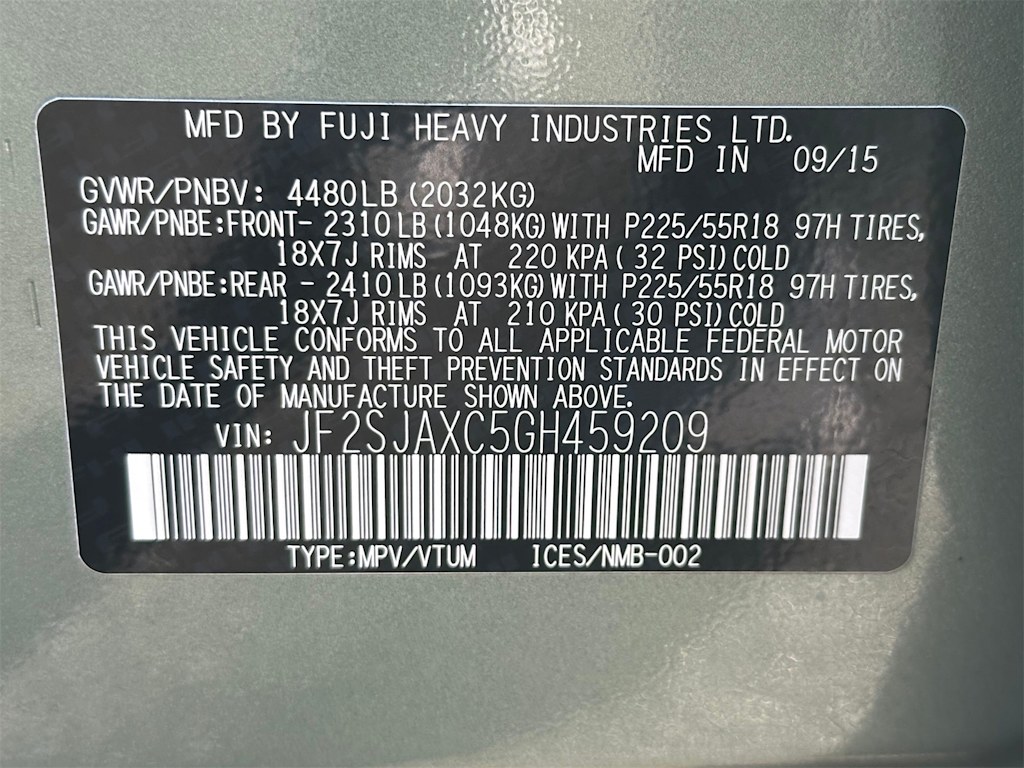 MFD BY FUJI HEAVY INDUSTRIES LTD.
MFD IN 09/15
GVWR/PNBV: 4480LB (2032KG)
GAWR/PNBE:FRONT- 2310LB (1048KG) WITH P225/55R18 97H TIRES,
18X7J RIMS AT 220 KPA ( 32 PSI) COLD
GAWR/PNBE:REAR - 2410LB (1093KG) WITH P225/55R18 97H TIRES,
18X7J RIMS AT 210 KPA ( 30 PSI) COLD
THIS VEHICLE CONFORMS TO ALL APPLICABLE FEDERAL MOTOR
VEHICLE SAFETY AND THEFT PREVENTION STANDARDS IN EFFECT ON
THE DATE OF MANUFACTURE SHOWN ABOVE.
VIN: JF2SJAXC5GH459209
TYPE:MPV/VTUM ICES/NMB-002